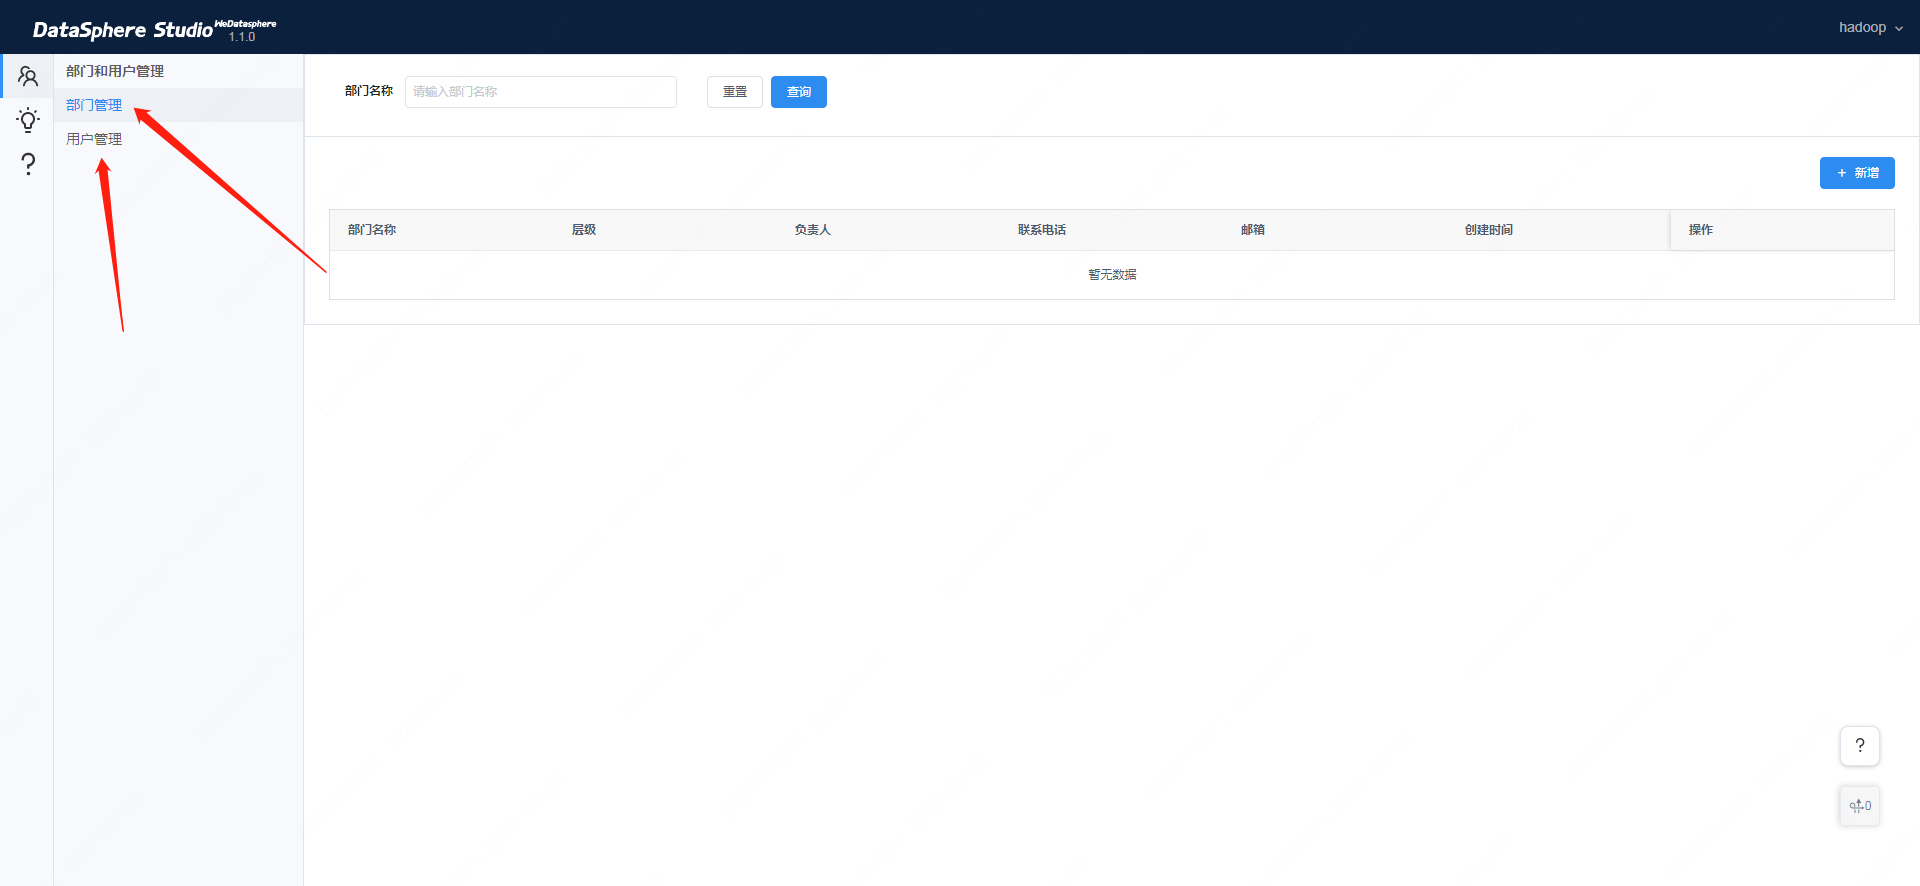 DataSphere Studio WeDatasphere
1.1.0
hadoop
部门和用户管理
部门管理
用户管理
部门名称 请输入部门名称 重置 查询
+ 新增
部门名称 层级 负责人 联系电话 邮箱 创建时间 操作
暂无数据
?
0